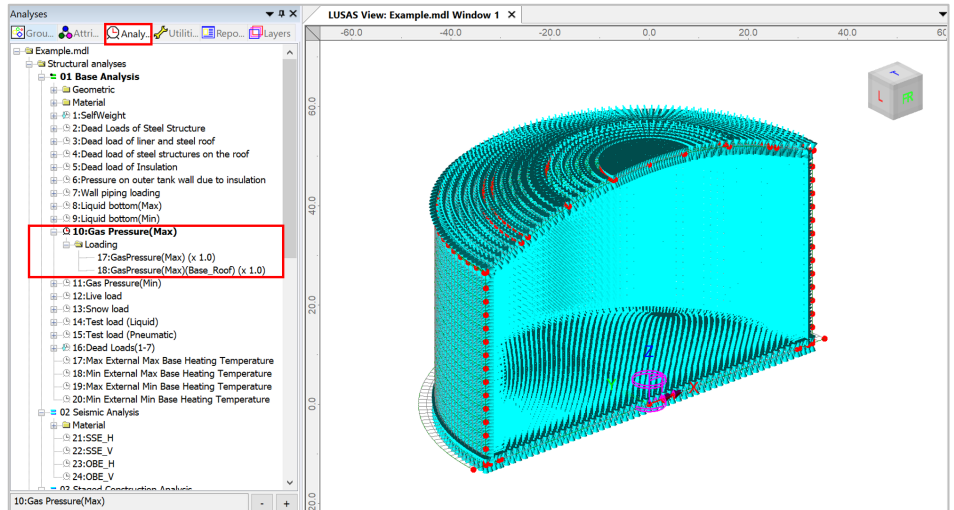 Analyses
LUSAS View: Example.mdl Window 1
Grou... Attri... Analy... Utiliti... Repo... Layers
-60.0 -40.0 -20.0 0.0 20.0 40.0 60
Example.mdl
Structural analyses
01 Base Analysis
Geometric
Material
1:SelfWeight
2:Dead Loads of Steel Structure
3:Dead load of liner and steel roof
4:Dead load of steel structures on the roof
5:Dead load of Insulation
6:Pressure on outer tank wall due to insulation
7:Wall piping loading
8:Liquid bottom(Max)
9:Liquid bottom(Min)
10:Gas Pressure(Max)
Loading
17:GasPressure(Max) (x 1.0)
18:GasPressure(Max)(Base_Roof) (x 1.0)
11:Gas Pressure(Min)
12:Live load
13:Snow load
14:Test load (Liquid)
15:Test load (Pneumatic)
16:Dead Loads(1-7)
17:Max External Max Base Heating Temperature
18:Min External Max Base Heating Temperature
19:Max External Min Base Heating Temperature
20:Min External Min Base Heating Temperature
02 Seismic Analysis
Material
21:SSE_H
22:SSE_V
23:OBE_H
24:OBE_V
03 Staged Construction Analysis
10:Gas Pressure(Max)
- +
60.0
40.0
20.0
0.0
20.0
L
Z
Y
X